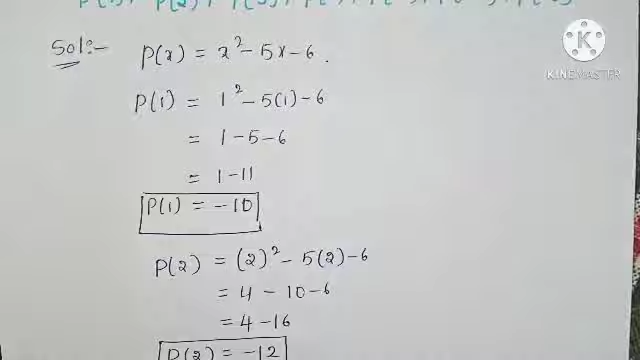 Sol:-
P(x) = x² - 5x - 6.
P(1) = 1² - 5(1) - 6
= 1 - 5 - 6
= 1 - 11
P(1) = -10
P(2) = (2)² - 5(2) - 6
= 4 - 10 - 6
= 4 - 16
P(2) = -12
KINEMASTER